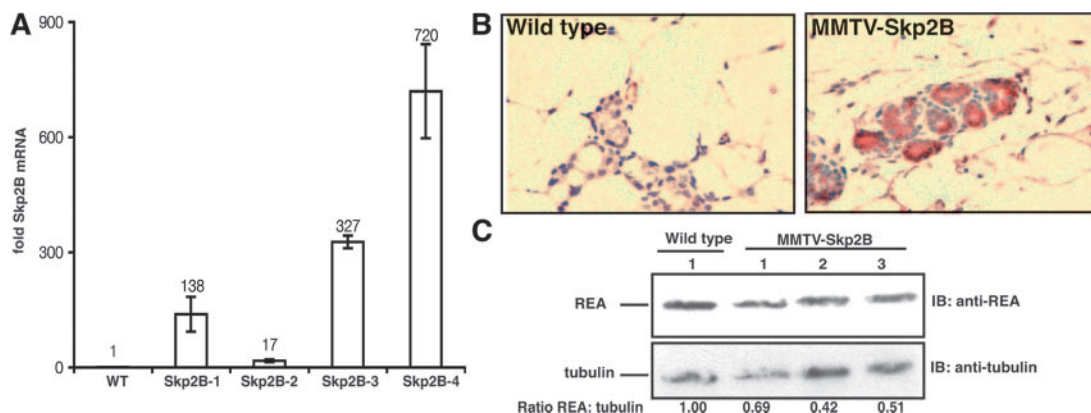 A
fold Skp2B mRNA
900
600
300
0
1
138
17
327
720
WT Skp2B-1 Skp2B-2 Skp2B-3 Skp2B-4
B
Wild type
MMTV-Skp2B
C
Wild type MMTV-Skp2B
1 1 2 3
REA IB: anti-REA
tubulin IB: anti-tubulin
Ratio REA: tubulin 1.00 0.69 0.42 0.51